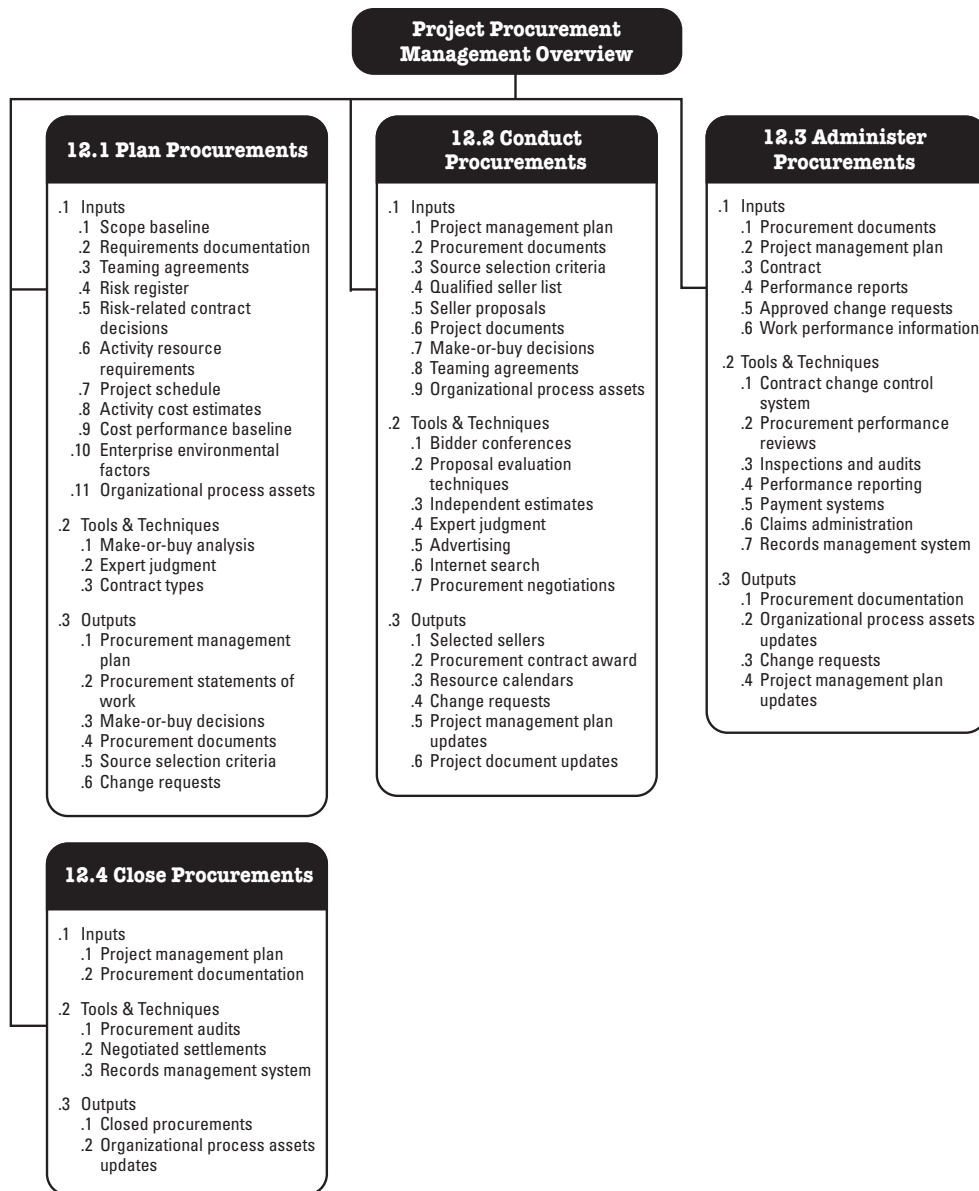 Project Procurement
Management Overview
12.1 Plan Procurements
.1 Inputs
.1 Scope baseline
.2 Requirements documentation
.3 Teaming agreements
.4 Risk register
.5 Risk-related contract
decisions
.6 Activity resource
requirements
.7 Project schedule
.8 Activity cost estimates
.9 Cost performance baseline
.10 Enterprise environmental
factors
.11 Organizational process assets
.2 Tools & Techniques
.1 Make-or-buy analysis
.2 Expert judgment
.3 Contract types
.3 Outputs
.1 Procurement management
plan
.2 Procurement statements of
work
.3 Make-or-buy decisions
.4 Procurement documents
.5 Source selection criteria
.6 Change requests
12.2 Conduct
Procurements
.1 Inputs
.1 Project management plan
.2 Procurement documents
.3 Source selection criteria
.4 Qualified seller list
.5 Seller proposals
.6 Project documents
.7 Make-or-buy decisions
.8 Teaming agreements
.9 Organizational process assets
.2 Tools & Techniques
.1 Bidder conferences
.2 Proposal evaluation
techniques
.3 Independent estimates
.4 Expert judgment
.5 Advertising
.6 Internet search
.7 Procurement negotiations
.3 Outputs
.1 Selected sellers
.2 Procurement contract award
.3 Resource calendars
.4 Change requests
.5 Project management plan
updates
.6 Project document updates
12.3 Administer
Procurements
.1 Inputs
.1 Procurement documents
.2 Project management plan
.3 Contract
.4 Performance reports
.5 Approved change requests
.6 Work performance information
.2 Tools & Techniques
.1 Contract change control
system
.2 Procurement performance
reviews
.3 Inspections and audits
.4 Performance reporting
.5 Payment systems
.6 Claims administration
.7 Records management system
.3 Outputs
.1 Procurement documentation
.2 Organizational process assets
updates
.3 Change requests
.4 Project management plan
updates
12.4 Close Procurements
.1 Inputs
.1 Project management plan
.2 Procurement documentation
.2 Tools & Techniques
.1 Procurement audits
.2 Negotiated settlements
.3 Records management system
.3 Outputs
.1 Closed procurements
.2 Organizational process assets
updates